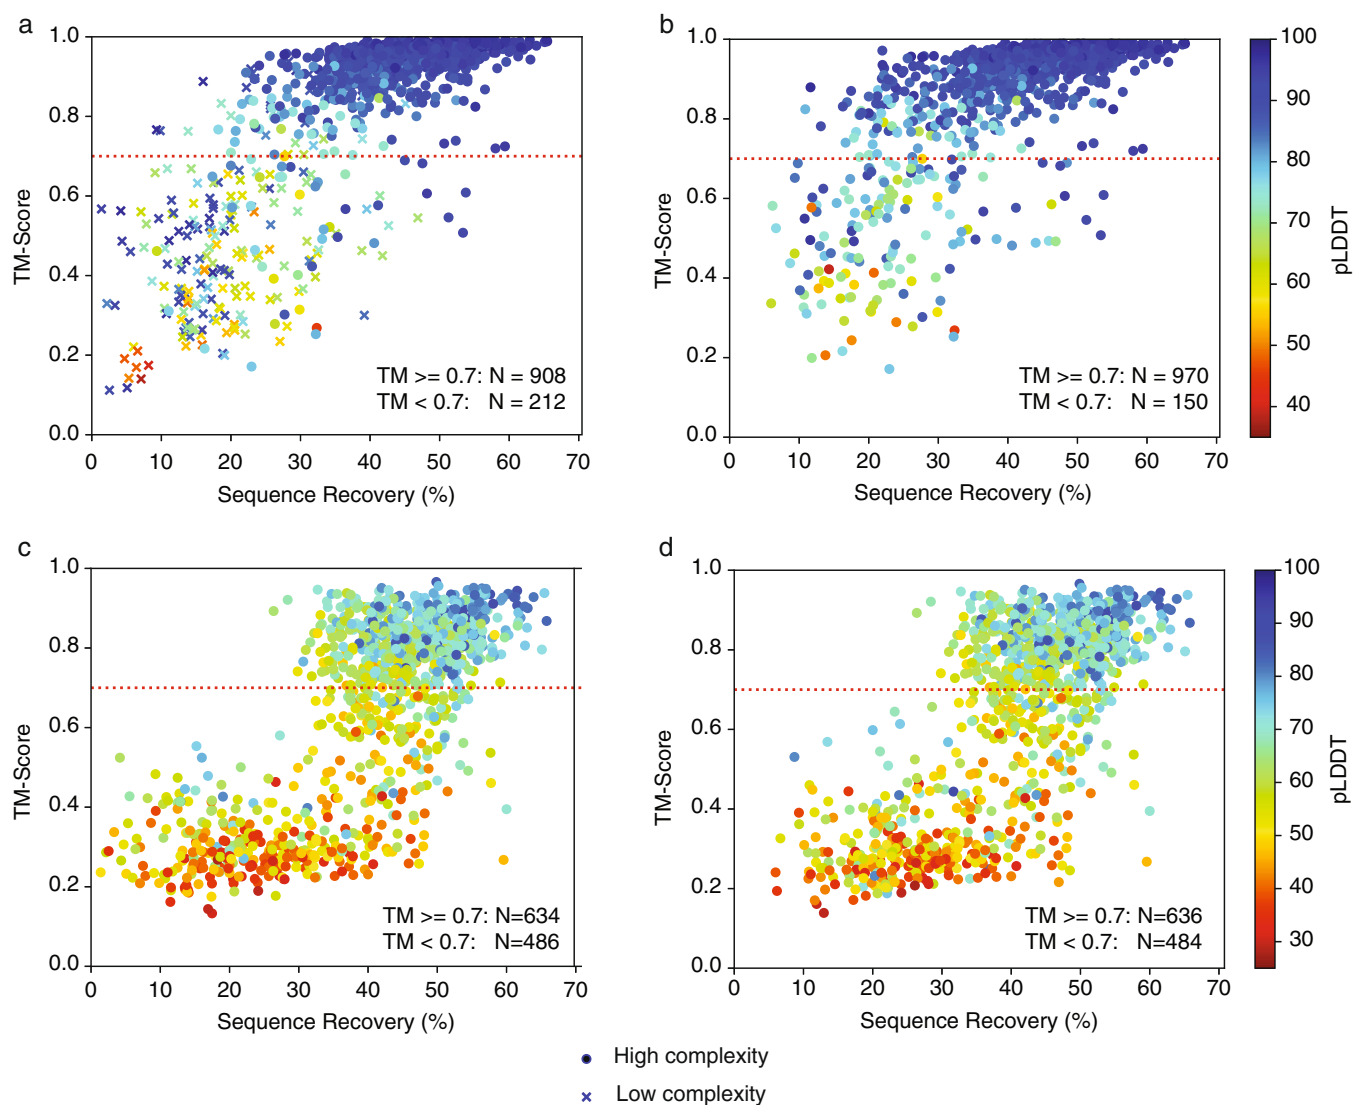 a
1.0
0.8
0.6
0.4
0.2
0.0
TM-Score
0 10 20 30 40 50 60 70
Sequence Recovery (%)
TM >= 0.7: N = 908
TM < 0.7: N = 212
b
1.0
0.8
0.6
0.4
0.2
0.0
TM-Score
0 10 20 30 40 50 60 70
Sequence Recovery (%)
TM >= 0.7: N = 970
TM < 0.7: N = 150
100
90
80
70
60
50
40
pLDDT
c
1.0
0.8
0.6
0.4
0.2
0.0
TM-Score
0 10 20 30 40 50 60 70
Sequence Recovery (%)
TM >= 0.7: N=634
TM < 0.7: N=486
d
1.0
0.8
0.6
0.4
0.2
0.0
TM-Score
0 10 20 30 40 50 60 70
Sequence Recovery (%)
TM >= 0.7: N=636
TM < 0.7: N=484
100
90
80
70
60
50
40
30
pLDDT
High complexity
Low complexity